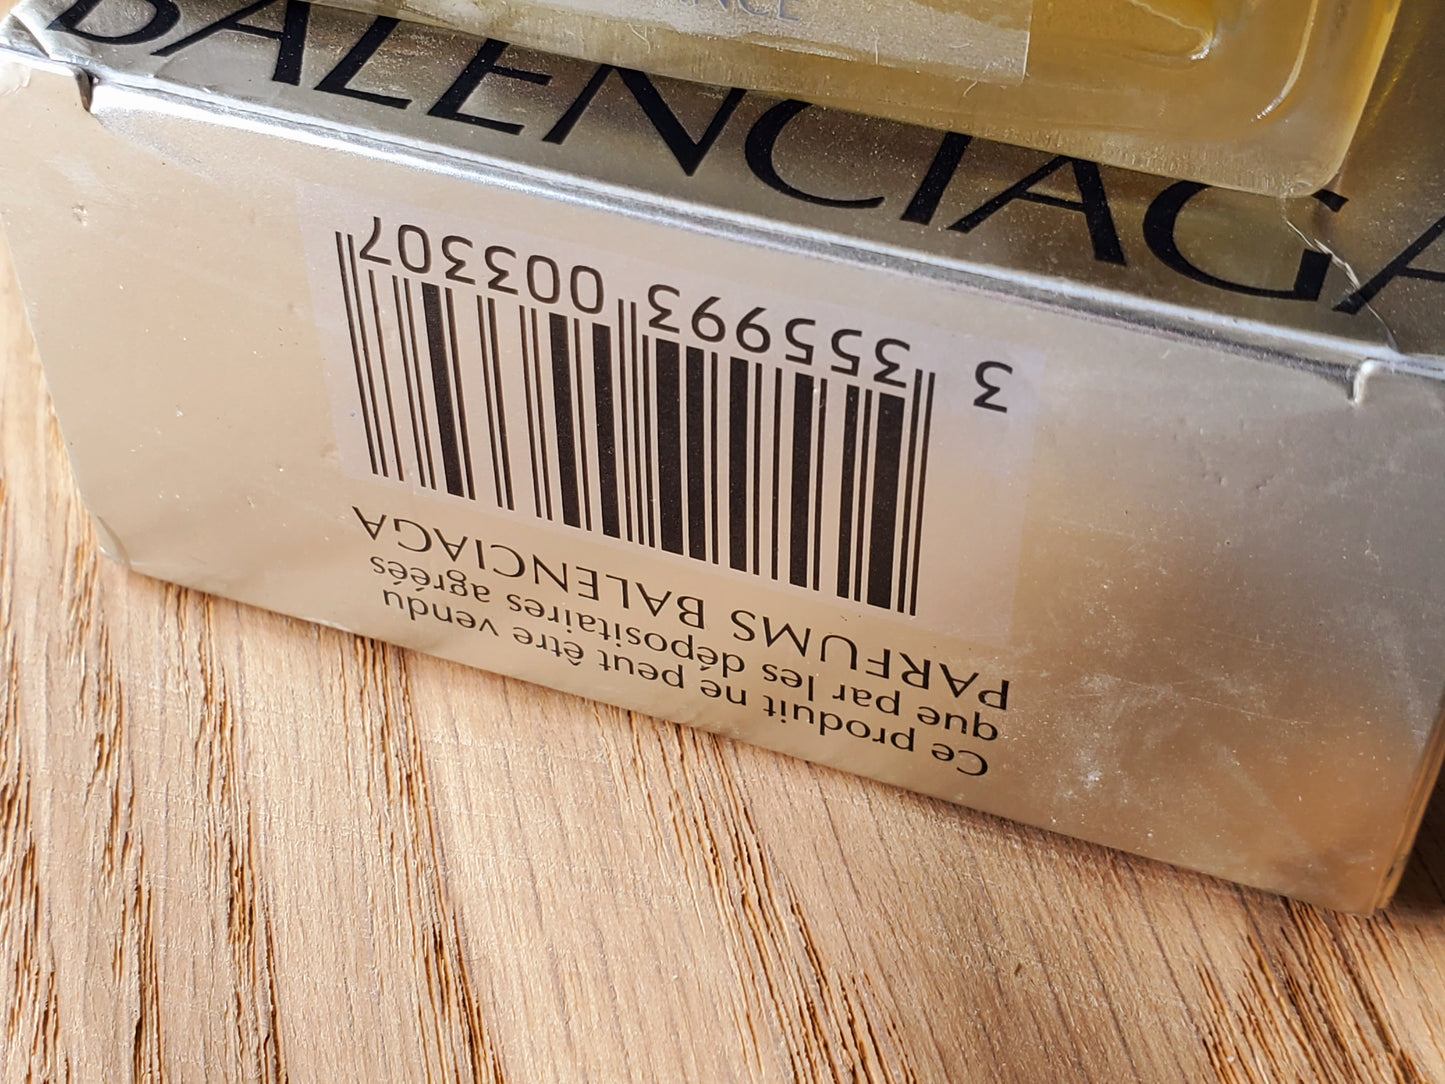 BALENCIAGA
Ce produit ne peut être vendu
que par les dépositaires agréés
PARFUMS BALENCIAGA
3 355993 003307